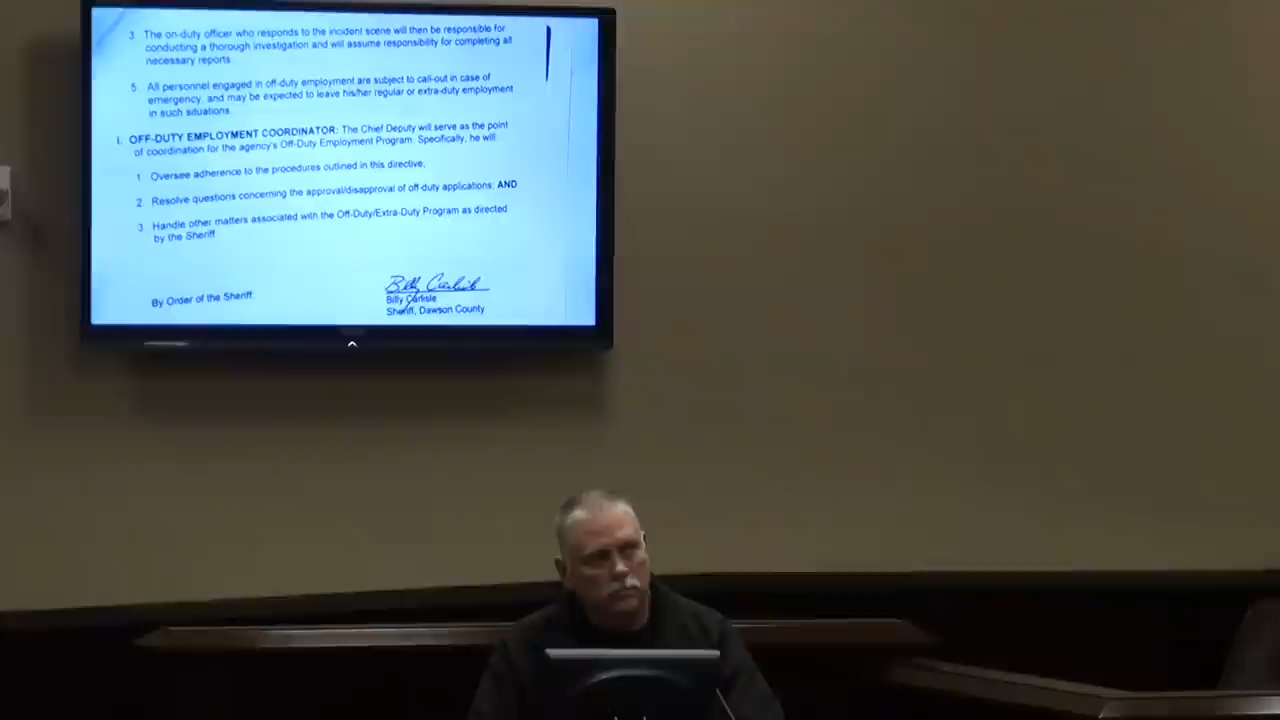 3. The on-duty officer who responds to the incident scene will then be responsible for
conducting a thorough investigation and will assume responsibility for completing all
necessary reports.
5. All personnel engaged in off-duty employment are subject to call-out in case of
emergency, and may be expected to leave his/her regular or extra-duty employment
in such situations.
I. OFF-DUTY EMPLOYMENT COORDINATOR: The Chief Deputy will serve as the point
of coordination for the agency's Off-Duty Employment Program. Specifically, he will:
1. Oversee adherence to the procedures outlined in this directive;
2. Resolve questions concerning the approval/disapproval of off-duty applications; AND
3. Handle other matters associated with the Off-Duty/Extra-Duty Program as directed
by the Sheriff.
Billy Carlisle
By Order of the Sheriff:
Billy Carlisle
Sheriff, Dawson County